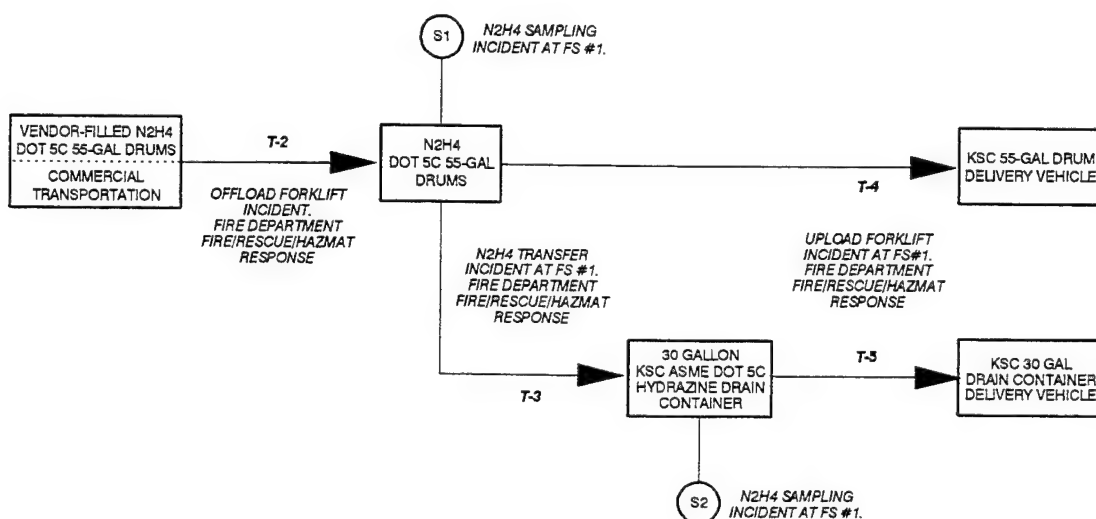 S1
N2H4 SAMPLING
INCIDENT AT FS #1.
VENDOR-FILLED N2H4
DOT 5C 55-GAL DRUMS
COMMERCIAL
TRANSPORTATION
T-2
OFFLOAD FORKLIFT
INCIDENT.
FIRE DEPARTMENT
FIRE/RESCUE/HAZMAT
RESPONSE
N2H4
DOT 5C 55-GAL
DRUMS
T-4
KSC 55-GAL DRUM
DELIVERY VEHICLE
N2H4 TRANSFER
INCIDENT AT FS #1.
FIRE DEPARTMENT
FIRE/RESCUE/HAZMAT
RESPONSE
UPLOAD FORKLIFT
INCIDENT AT FS#1.
FIRE DEPARTMENT
FIRE/RESCUE/HAZMAT
RESPONSE
T-3
30 GALLON
KSC ASME DOT 5C
HYDRAZINE DRAIN
CONTAINER
T-5
KSC 30 GAL
DRAIN CONTAINER
DELIVERY VEHICLE
S2
N2H4 SAMPLING
INCIDENT AT FS #1.